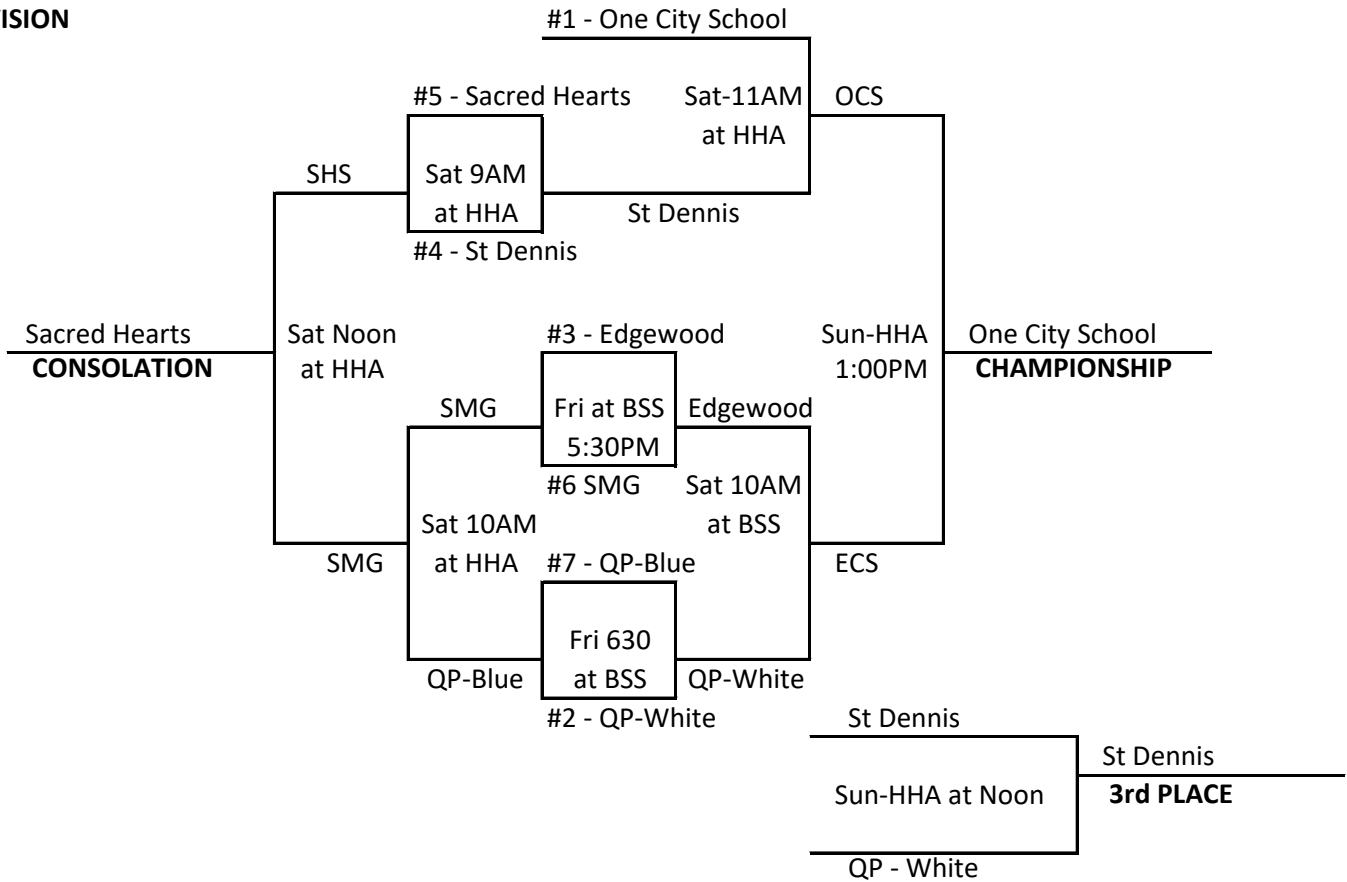 ISION
#1 - One City School
#5 - Sacred Hearts
Sat-11AM
at HHA
OCS
SHS
Sat 9AM
at HHA
St Dennis
#4 - St Dennis
Sacred Hearts
CONSOLATION
Sat Noon
at HHA
#3 - Edgewood
Sun-HHA
1:00PM
One City School
CHAMPIONSHIP
SMG
Fri at BSS
5:30PM
Edgewood
#6 SMG
Sat 10AM
at BSS
Sat 10AM
at HHA
SMG
#7 - QP-Blue
ECS
Fri 630
at BSS
QP-Blue
QP-White
#2 - QP-White
St Dennis
St Dennis
Sun-HHA at Noon
3rd PLACE
QP - White